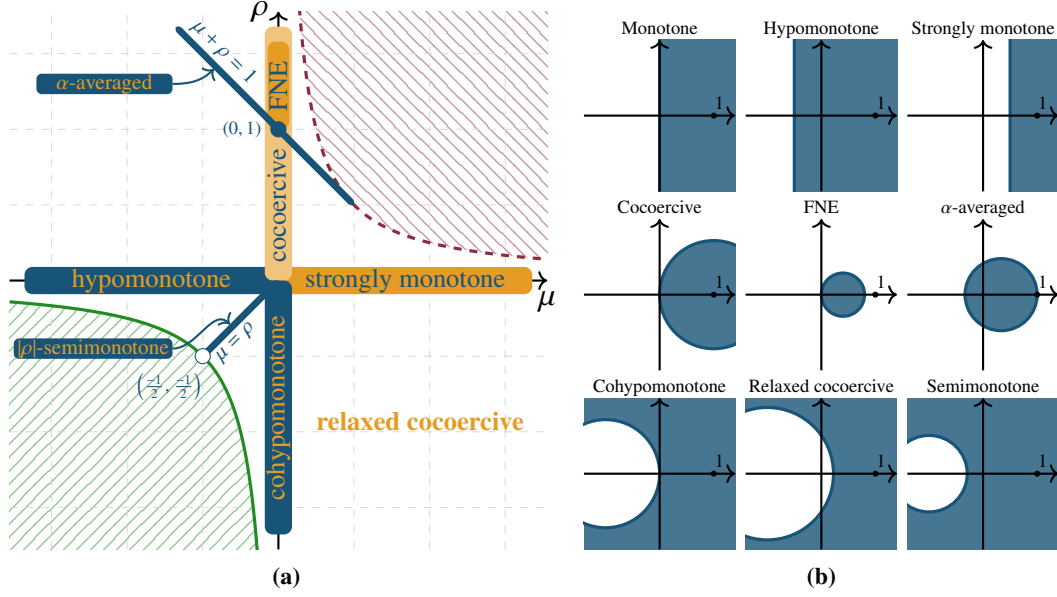 ρ
μ + ρ = 1
α-averaged
FNE
(0, 1)
cocoercive
hypomonotone
strongly monotone
μ
|ρ|-semimonotone
μ = ρ
(−1/2, −1/2)
cohypomonotone
relaxed cocoercive
(a)
Monotone
Hypomonotone
Strongly monotone
1
1
1
Cocoercive
FNE
α-averaged
1
1
1
Cohypomonotone
Relaxed cocoercive
Semimonotone
1
1
1
(b)